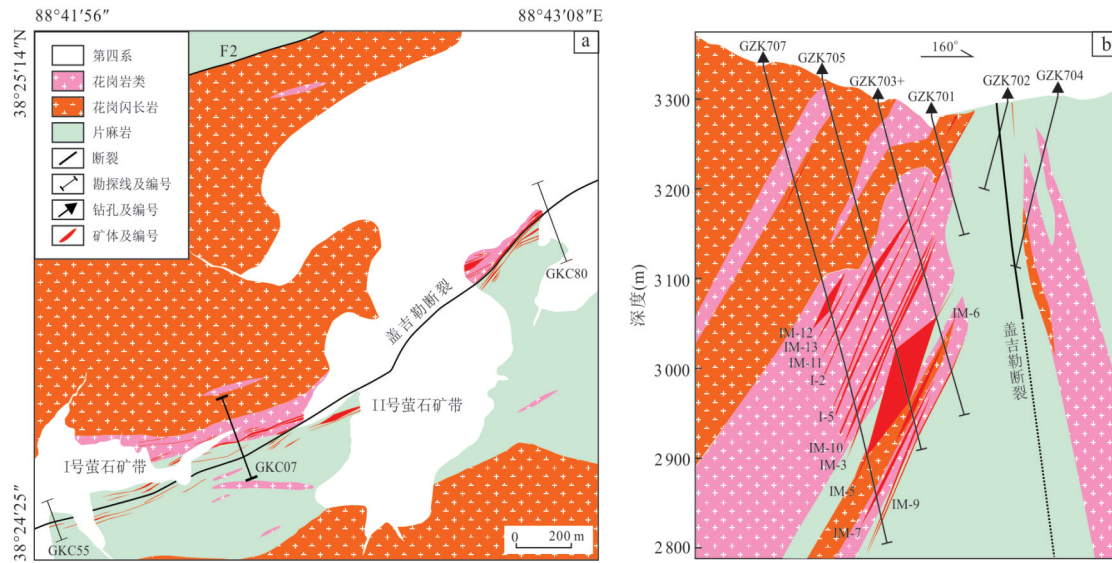 88°41′56″
88°43′08″E
38°25′14″N
38°24′25″
a
F2
第四系
花岗岩类
花岗闪长岩
片麻岩
断裂
勘探线及编号
钻孔及编号
矿体及编号
GKC80
盖吉勒断裂
II号萤石矿带
I号萤石矿带
GKC07
GKC55
0 200 m
b
160°
GZK707
GZK705
GZK703+
GZK701
GZK702
GZK704
深度(m)
3 300
3 200
3 100
3 000
2 900
2 800
IM-6
IM-12
IM-13
IM-11
I-2
I-5
IM-10
IM-3
IM-5
IM-9
IM-7
盖吉勒断裂